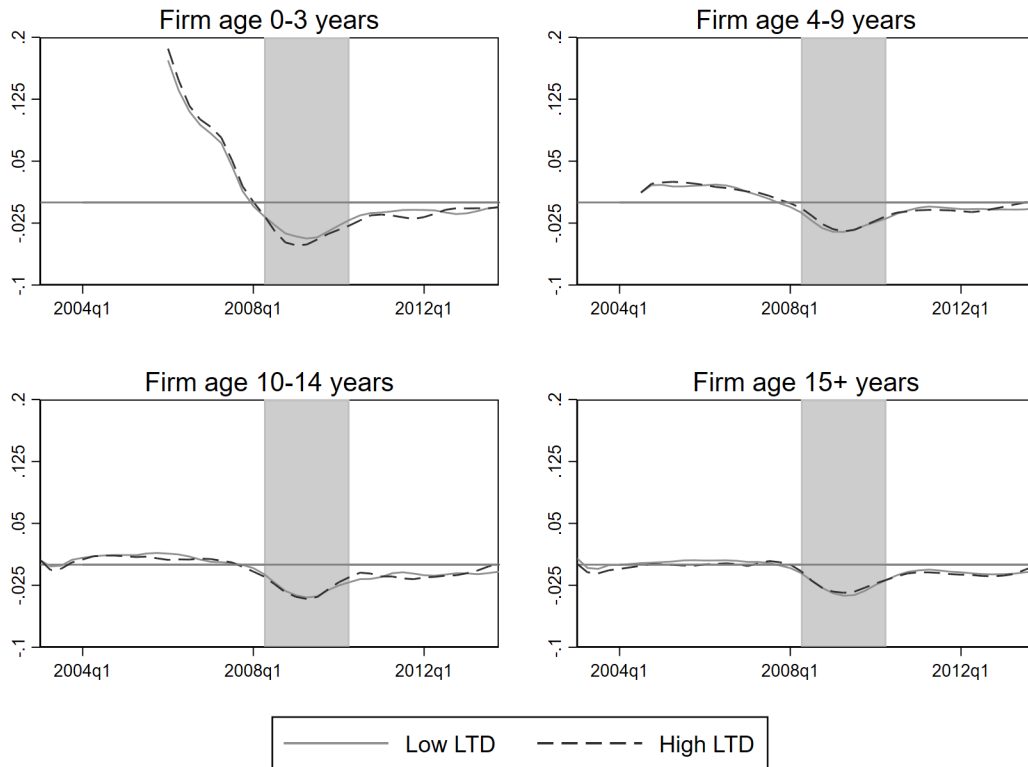 Firm age 0-3 years
.2
.125
.05
-.025
-.1
2004q1 2008q1 2012q1
Firm age 4-9 years
.2
.125
.05
-.025
-.1
2004q1 2008q1 2012q1
Firm age 10-14 years
.2
.125
.05
-.025
-.1
2004q1 2008q1 2012q1
Firm age 15+ years
.2
.125
.05
-.025
-.1
2004q1 2008q1 2012q1
Low LTD High LTD